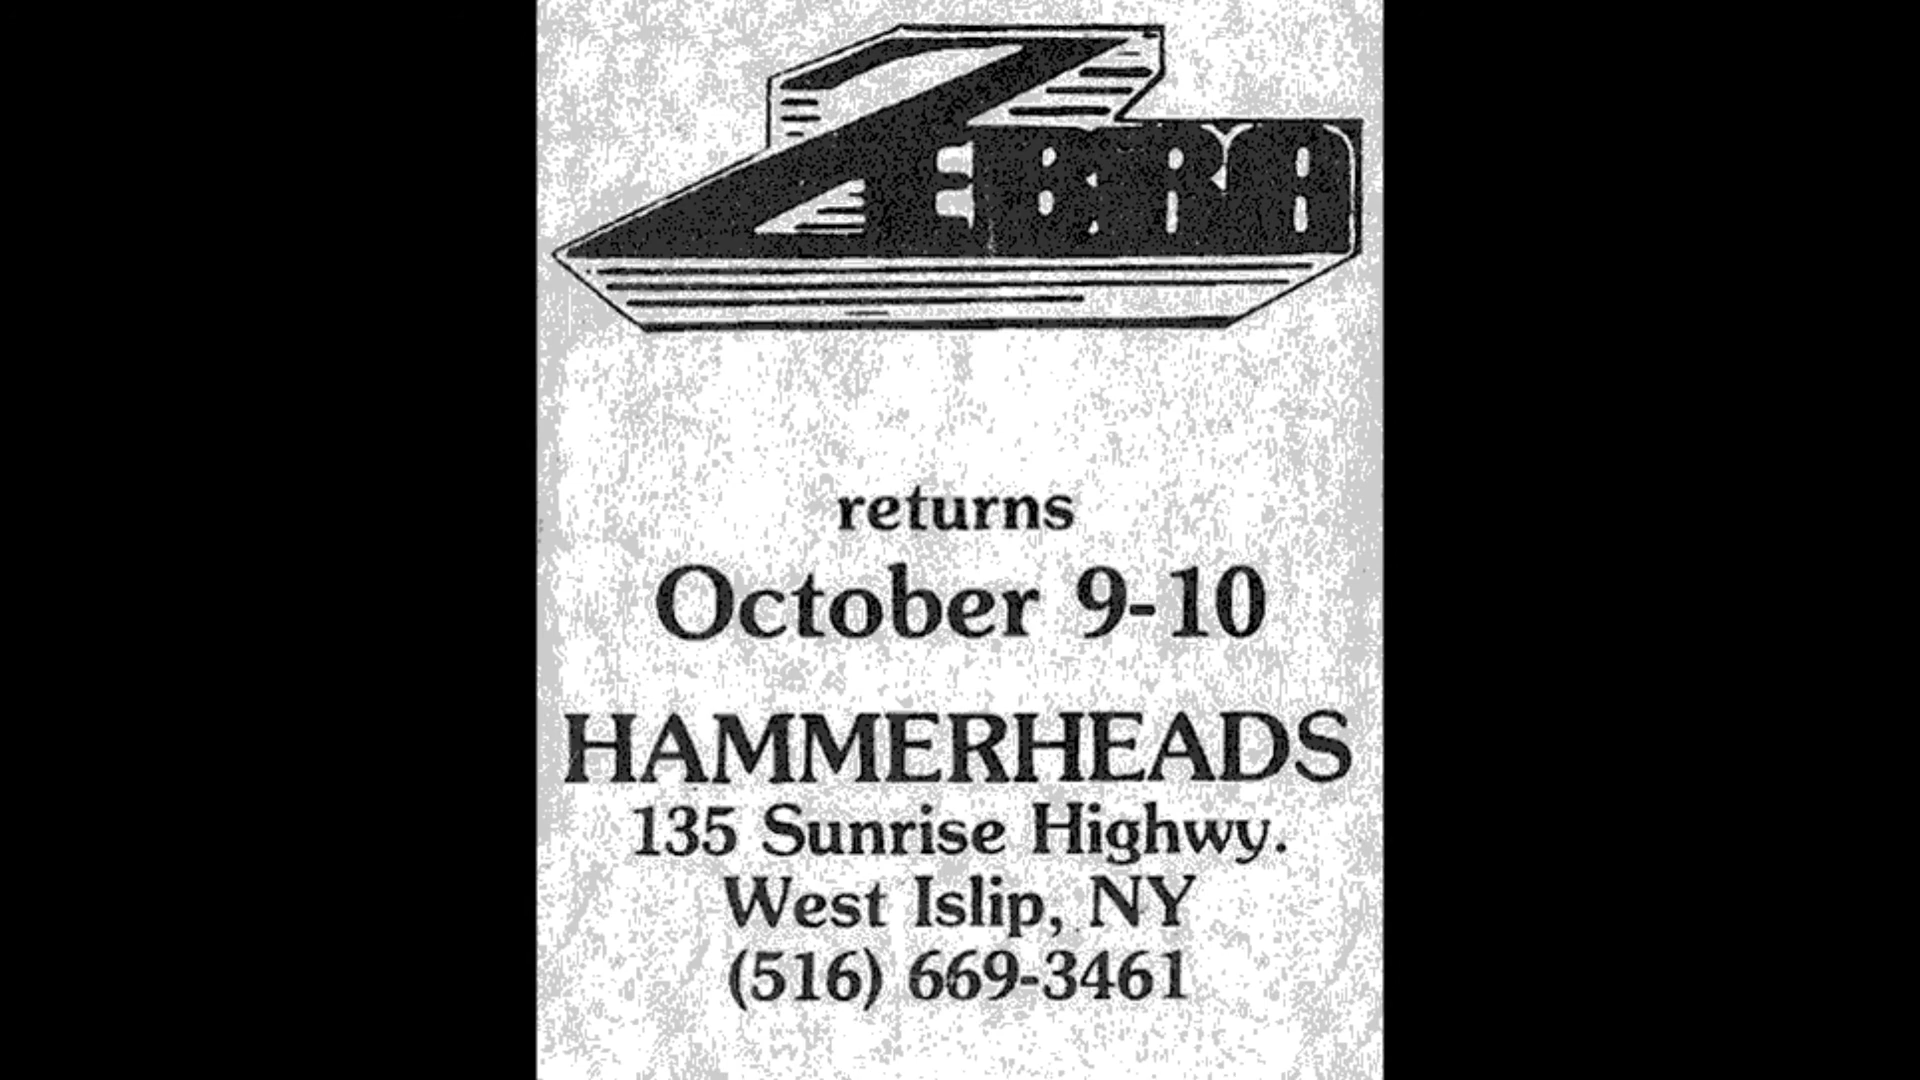 ZEBRA
returns
October 9-10
HAMMERHEADS
135 Sunrise Highwy.
West Islip, NY
(516) 669-3461